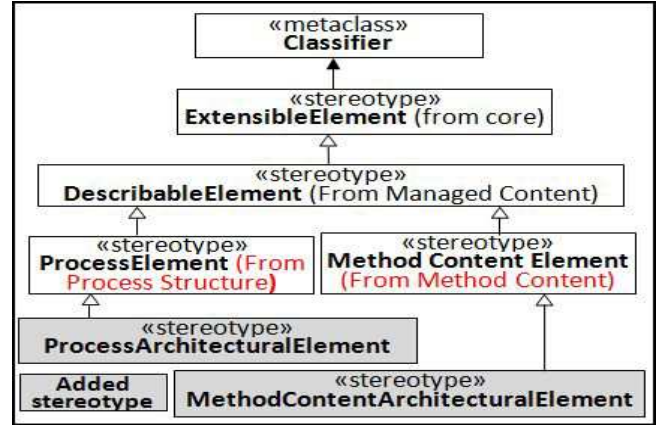 «metaclass»
Classifier
«stereotype»
ExtensibleElement (from core)
«stereotype»
DescribableElement (From Managed Content)
«stereotype»
ProcessElement (From
Process Structure)
«stereotype»
Method Content Element
(From Method Content)
«stereotype»
ProcessArchitecturalElement
Added
stereotype
«stereotype»
MethodContentArchitecturalElement